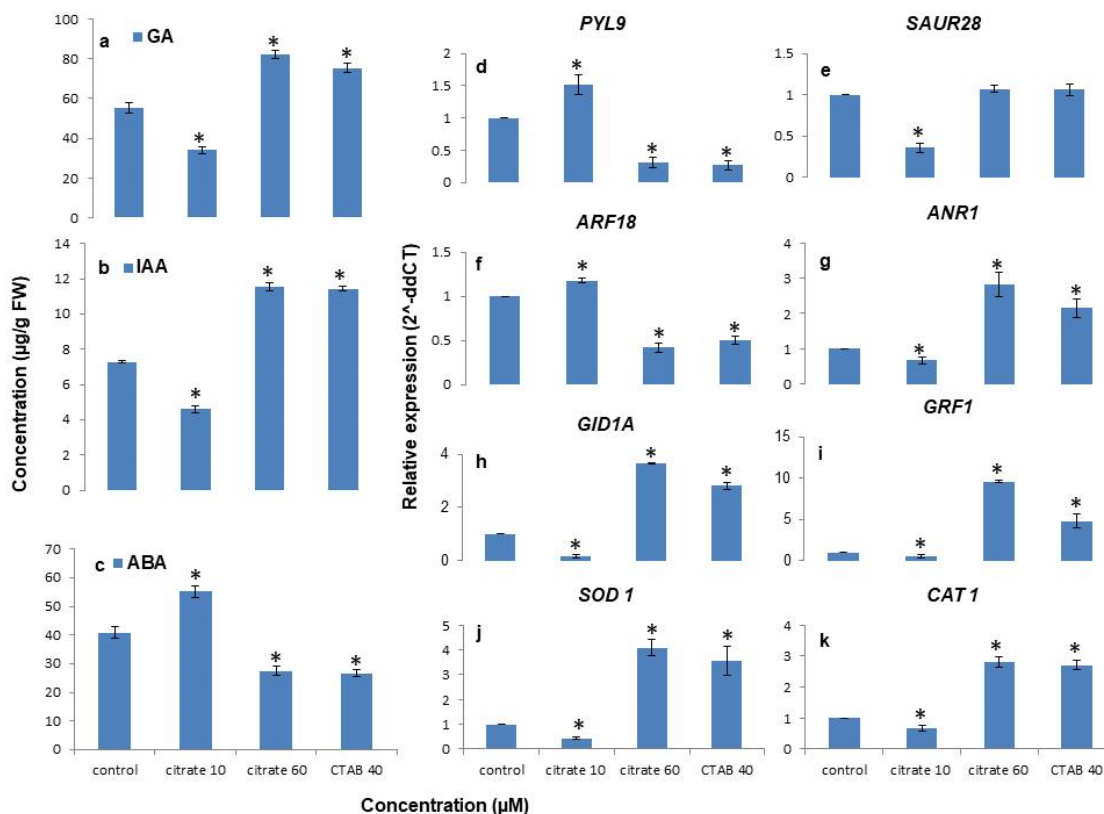 Concentration (µg/g FW)
a GA
100
80
60
40
20
0
* * *
b IAA
14
12
10
8
6
4
2
0
* * *
c ABA
70
60
50
40
30
20
10
0
* * *
control citrate 10 citrate 60 CTAB 40
Relative expression (2^-ddCT)
PYL9
d
2
1.5
1
0.5
0
* * *
SAUR28
e
1.5
1
0.5
0
*
ARF18
f
1.5
1
0.5
0
* * *
ANR1
g
4
3
2
1
0
* * *
GID1A
h
4
2
0
* * *
GRF1
i
15
10
5
0
* * *
SOD 1
j
5
4
3
2
1
0
* * *
control citrate 10 citrate 60 CTAB 40
CAT 1
k
4
3
2
1
0
* * *
control citrate 10 citrate 60 CTAB 40
Concentration (µM)